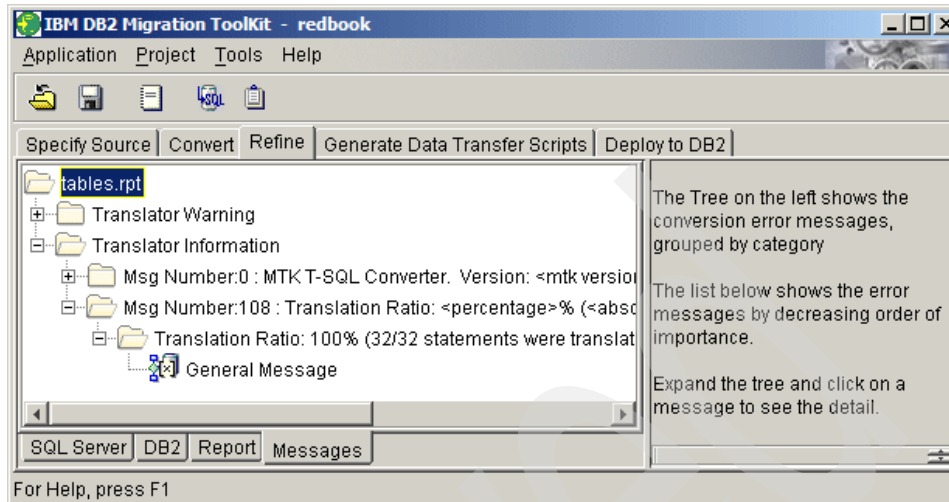 IBM DB2 Migration ToolKit - redbook
Application Project Tools Help
SQL
Specify Source Convert Refine Generate Data Transfer Scripts Deploy to DB2
tables.rpt
Translator Warning
Translator Information
Msg Number:0 : MTK T-SQL Converter. Version: <mtk version
Msg Number:108 : Translation Ratio: <percentage>% (<abso
Translation Ratio: 100% (32/32 statements were translat
General Message
The Tree on the left shows the
conversion error messages,
grouped by category
The list below shows the error
messages by decreasing order of
importance.
Expand the tree and click on a
message to see the detail.
SQL Server DB2 Report Messages
For Help, press F1